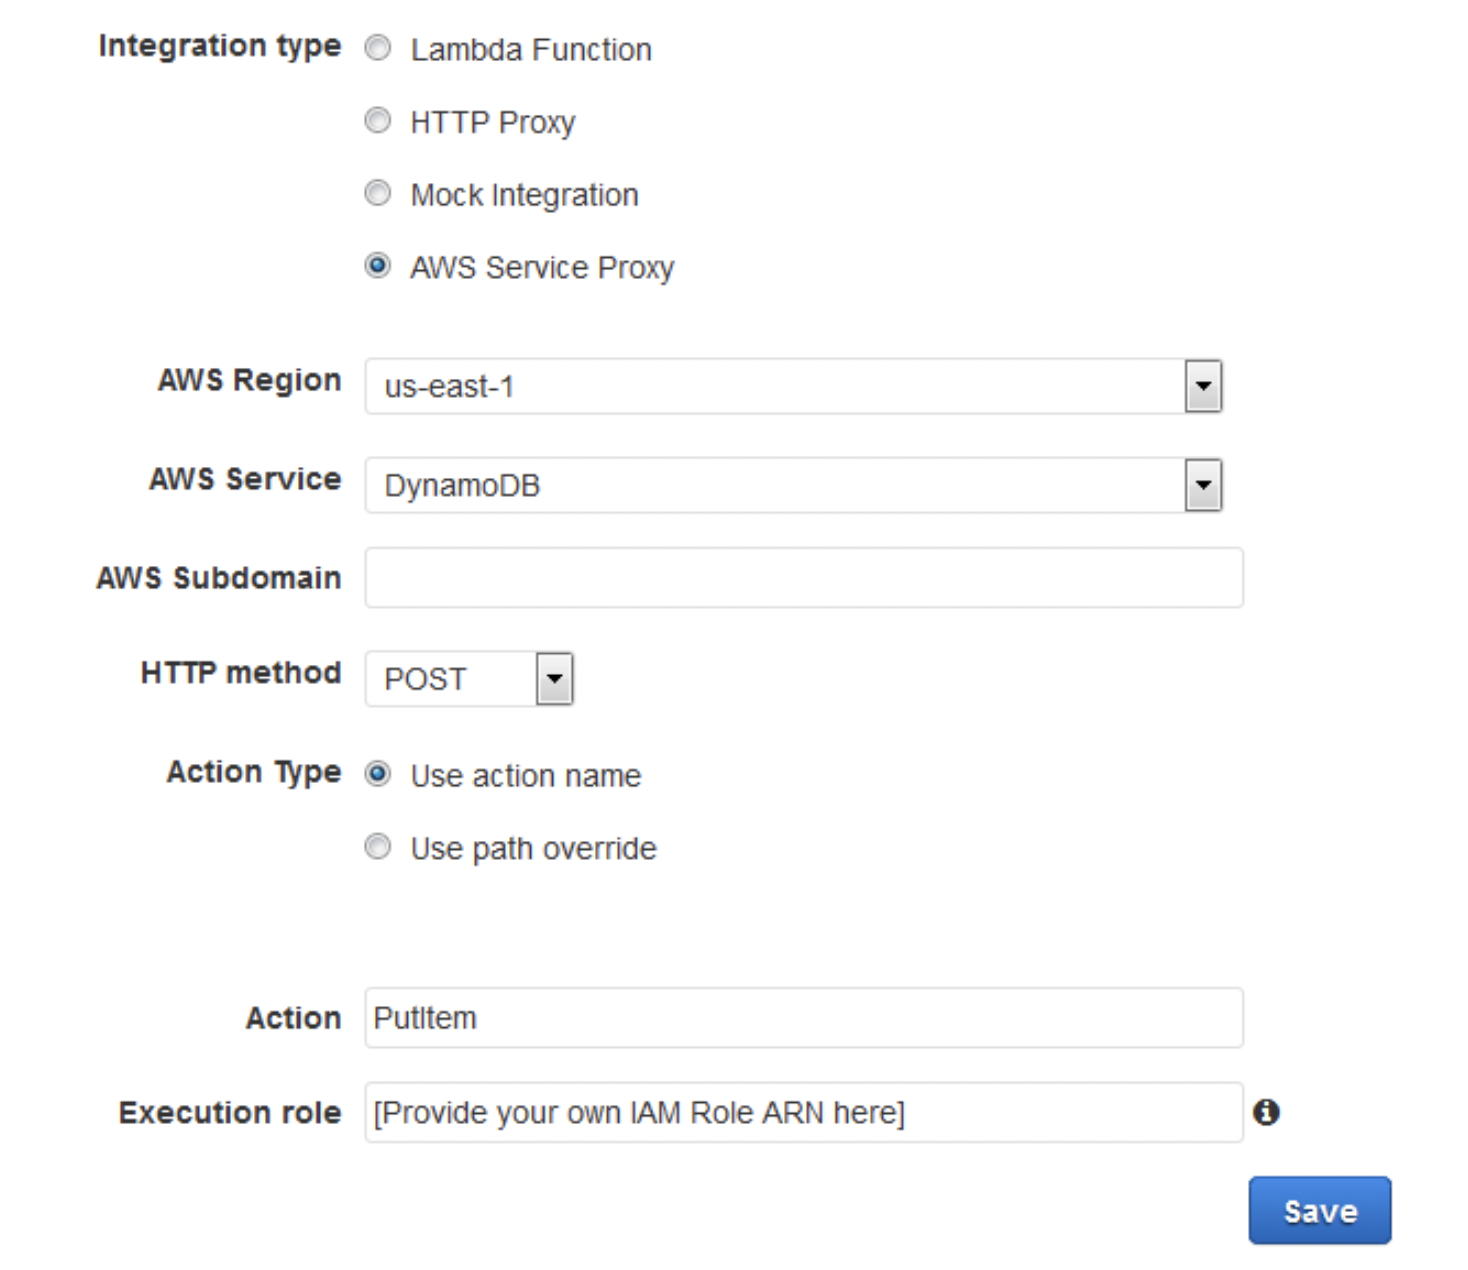 Integration type Lambda Function
HTTP Proxy
Mock Integration
AWS Service Proxy
AWS Region us-east-1
AWS Service DynamoDB
AWS Subdomain
HTTP method POST
Action Type Use action name
Use path override
Action PutItem
Execution role [Provide your own IAM Role ARN here]
Save